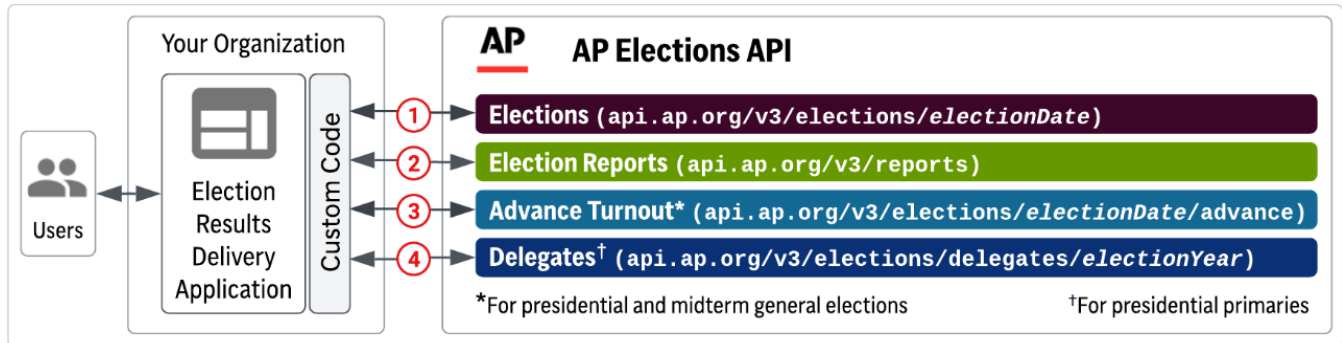 Your Organization
AP
AP Elections API
Users
Election
Results
Delivery
Application
Custom Code
1
Elections (api.ap.org/v3/elections/electionDate)
2
Election Reports (api.ap.org/v3/reports)
3
Advance Turnout* (api.ap.org/v3/elections/electionDate/advance)
4
Delegates† (api.ap.org/v3/elections/delegates/electionYear)
*For presidential and midterm general elections
†For presidential primaries